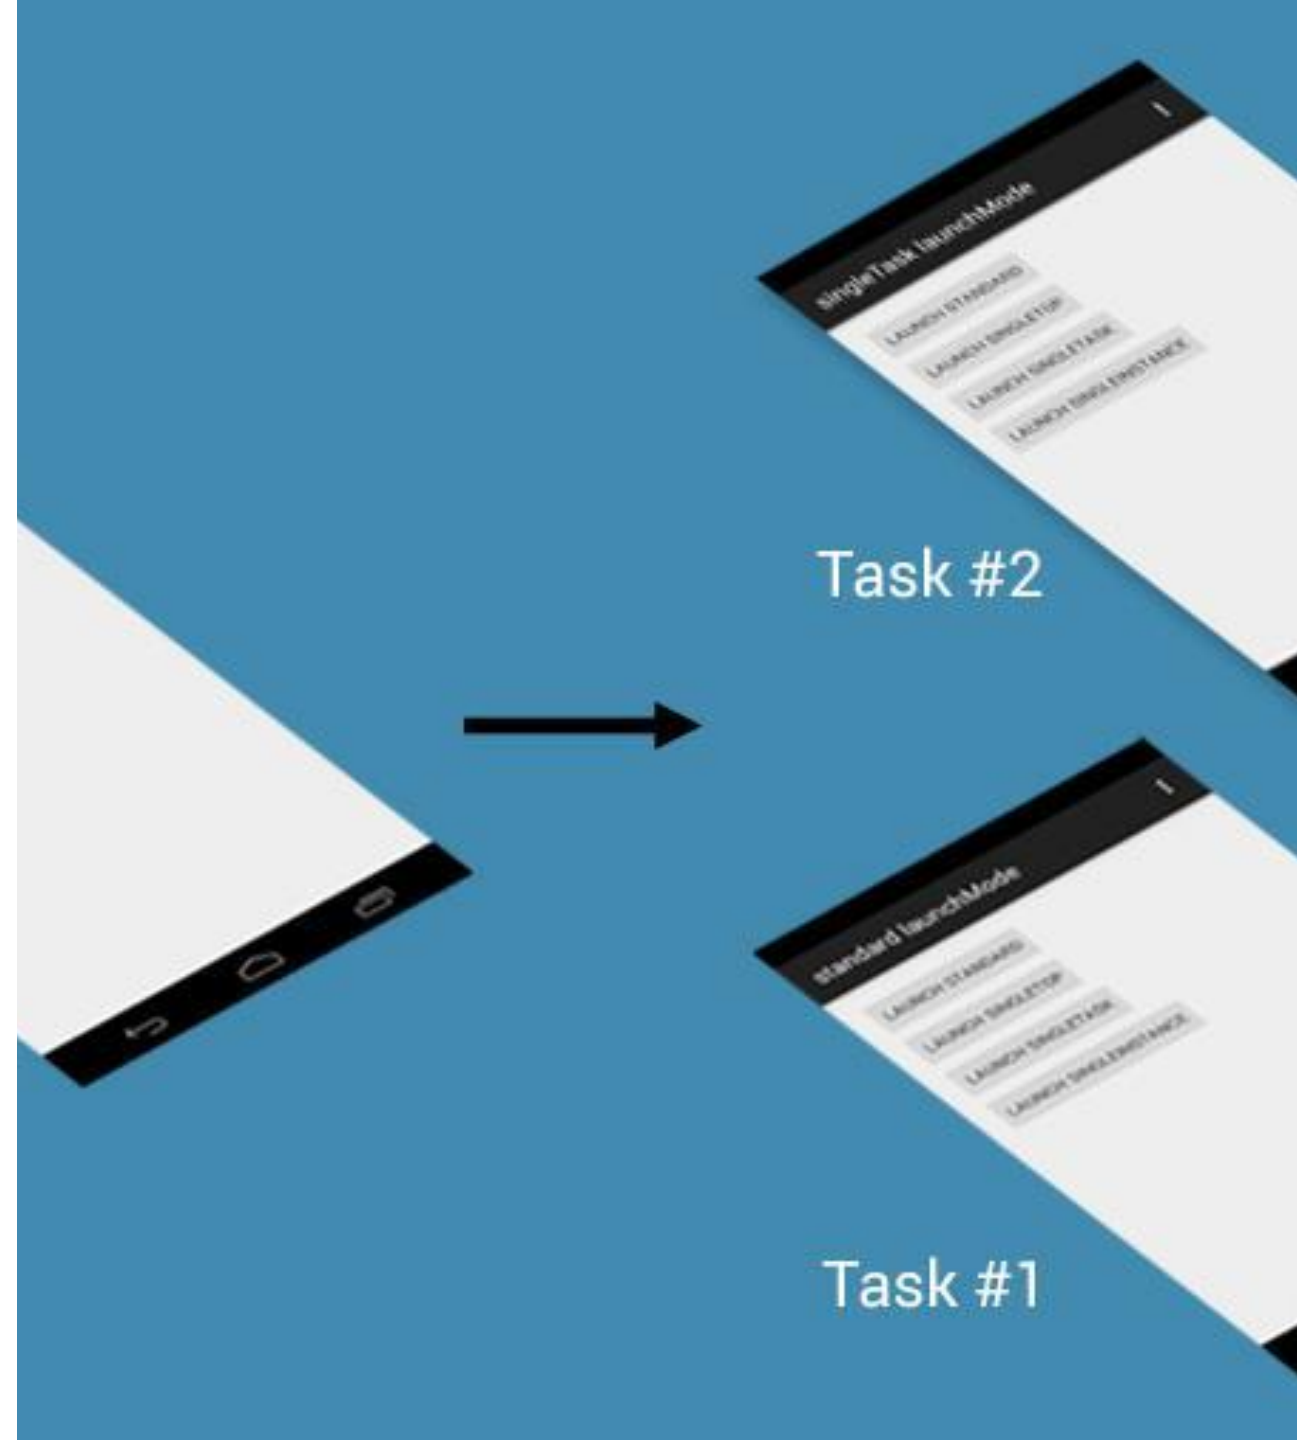 singleTask launchMode
LAUNCH STANDARD
LAUNCH SINGLETOP
LAUNCH SINGLETASK
LAUNCH SINGLEINSTANCE
Task #2
standard launchMode
LAUNCH STANDARD
LAUNCH SINGLETOP
LAUNCH SINGLETASK
LAUNCH SINGLEINSTANCE
Task #1